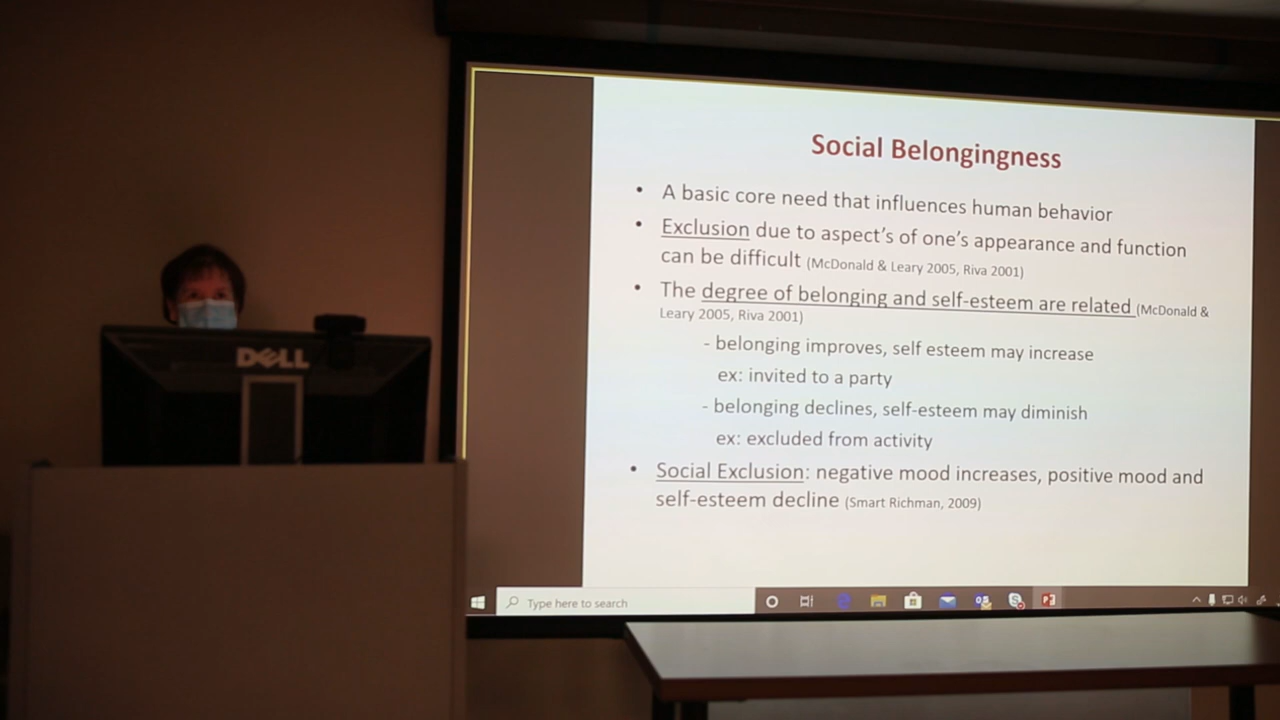 DELL
Social Belongingness
• A basic core need that influences human behavior
• Exclusion due to aspect's of one's appearance and function
can be difficult (McDonald & Leary 2005, Riva 2001)
• The degree of belonging and self-esteem are related (McDonald &
Leary 2005, Riva 2001)
- belonging improves, self esteem may increase
ex: invited to a party
- belonging declines, self-esteem may diminish
ex: excluded from activity
• Social Exclusion: negative mood increases, positive mood and
self-esteem decline (Smart Richman, 2009)
Type here to search